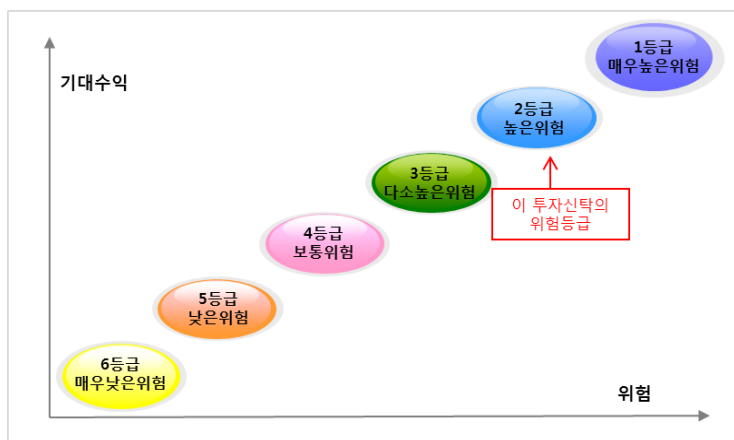 1등급
매우높은위험
기대수익
2등급
높은위험
3등급
다소높은위험
이 투자신탁의
위험등급
4등급
보통위험
5등급
낮은위험
6등급
매우낮은위험
위험